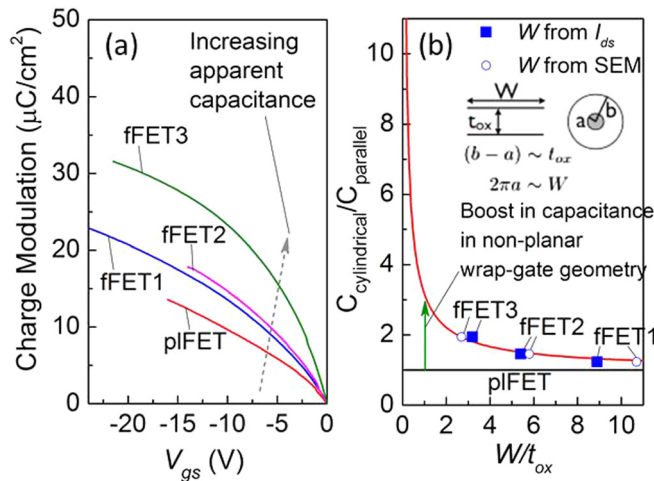 (a)
Increasing
apparent
capacitance
fFET3
fFET2
fFET1
plFET
Charge Modulation (μC/cm²)
50
40
30
20
10
0
-20
-15
-10
-5
0
V_gs (V)
(b)
W from I_ds
W from SEM
W
t_ox
a
b
(b − a) ~ t_ox
2πa ~ W
Boost in capacitance
in non-planar
wrap-gate geometry
fFET3
fFET2
fFET1
plFET
C_cylindrical/C_parallel
10
8
6
4
2
0
0
2
4
6
8
10
W/t_ox